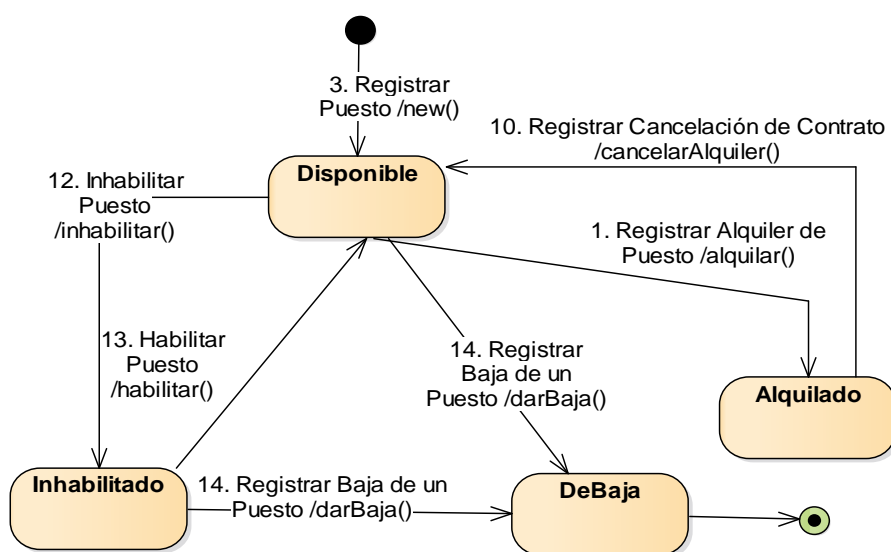 3. Registrar
Puesto /new()
10. Registrar Cancelación de Contrato
/cancelarAlquiler()
Disponible
12. Inhabilitar
Puesto
/inhabilitar()
1. Registrar Alquiler de
Puesto /alquilar()
13. Habilitar
Puesto
/habilitar()
14. Registrar
Baja de un
Puesto /darBaja()
Alquilado
Inhabilitado
14. Registrar Baja de un
Puesto /darBaja()
DeBaja